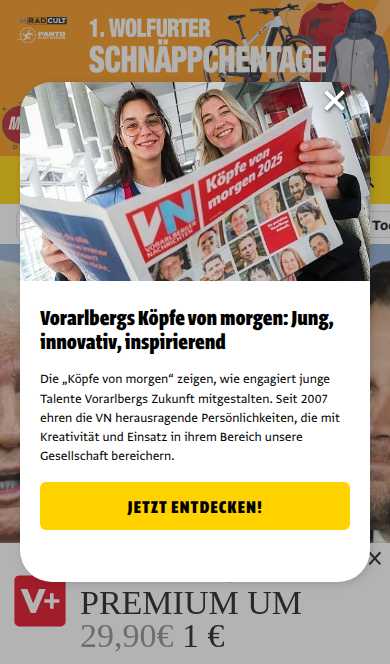 RADCULT
1. WOLFURTER
PANTO
SCHNÄPPCHENTAGE
Köpfe von
morgen 2025
VN
VORARLBERGER
NACHRICHTEN
Too
Vorarlbergs Köpfe von morgen: Jung,
innovativ, inspirierend
Die „Köpfe von morgen“ zeigen, wie engagiert junge
Talente Vorarlbergs Zukunft mitgestalten. Seit 2007
ehren die VN herausragende Persönlichkeiten, die mit
Kreativität und Einsatz in ihrem Bereich unsere
Gesellschaft bereichern.
JETZT ENTDECKEN!
V+
PREMIUM UM
29,90€ 1 €